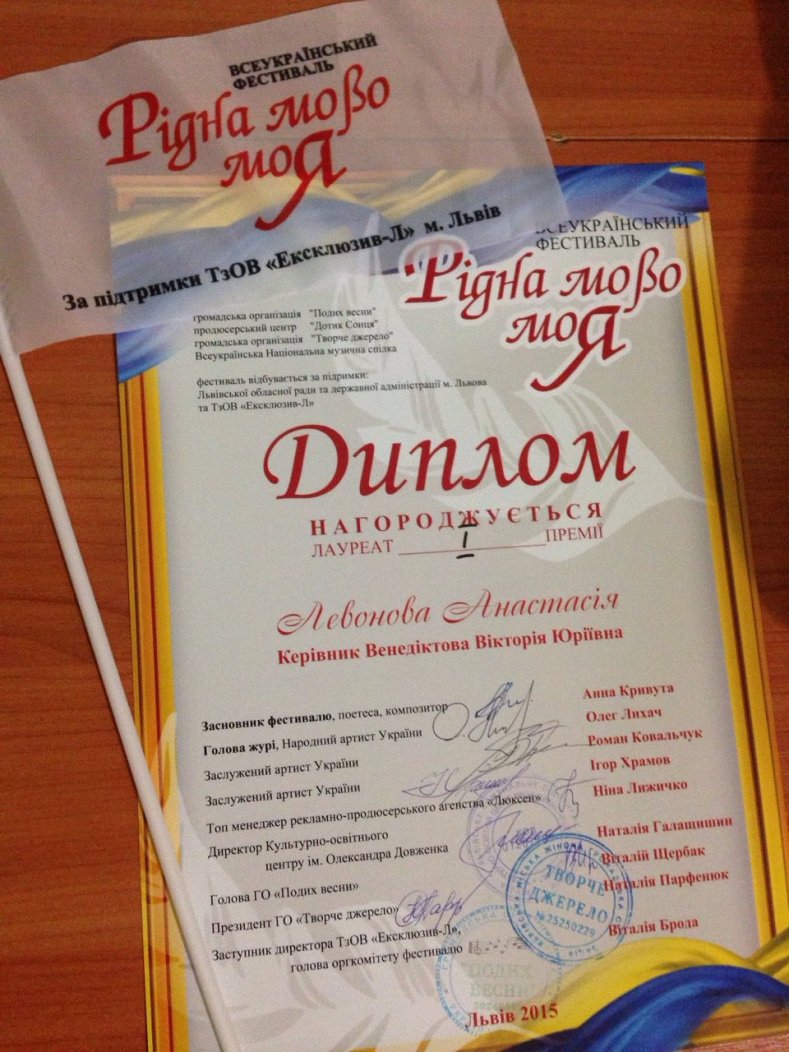 ВСЕУКРАЇНСЬКИЙ
ФЕСТИВАЛЬ
Рідна мово
моя
За підтримки ТзОВ «Ексклюзив-Л» м. Львів
ВСЕУКРАЇНСЬКИЙ
ФЕСТИВАЛЬ
Рідна мово
моя
громадська організація "Подих весни"
продюсерський центр "Дотик Сонця"
громадська організація "Творче джерело"
Всеукраїнська Національна музична спілка
фестиваль відбувається за підримки:
Львівської обласної ради та державної адміністрації м. Львова
та ТзОВ «Ексклюзив-Л»
Диплом
НАГОРОДЖУЄТЬСЯ
ЛАУРЕАТ I ПРЕМІЇ
Левонова Анастасія
Керівник Венедіктова Вікторія Юріївна
Засновник фестивалю, поетеса, композитор Анна Кривута
Голова журі, Народний артист України Олег Лихач
Заслужений артист України Роман Ковальчук
Заслужений артист України Ігор Храмов
Топ менеджер рекламно-продюсерського агенства «Люксен» Ніна Лижичко
Директор Культурно-освітнього
центру ім. Олександра Довженка Наталія Галащишин
Голова ГО «Подих весни» Віталій Щербак
Президент ГО «Творче джерело» Наталія Парфенюк
Заступник директора ТзОВ «Ексклюзив-Л»,
голова оргкомітету фестивалю Віталія Брода
ТВОРЧЕ
ДЖЕРЕЛО
№25250229
"ПОДИХ
ВЕСНИ"
Львів 2015